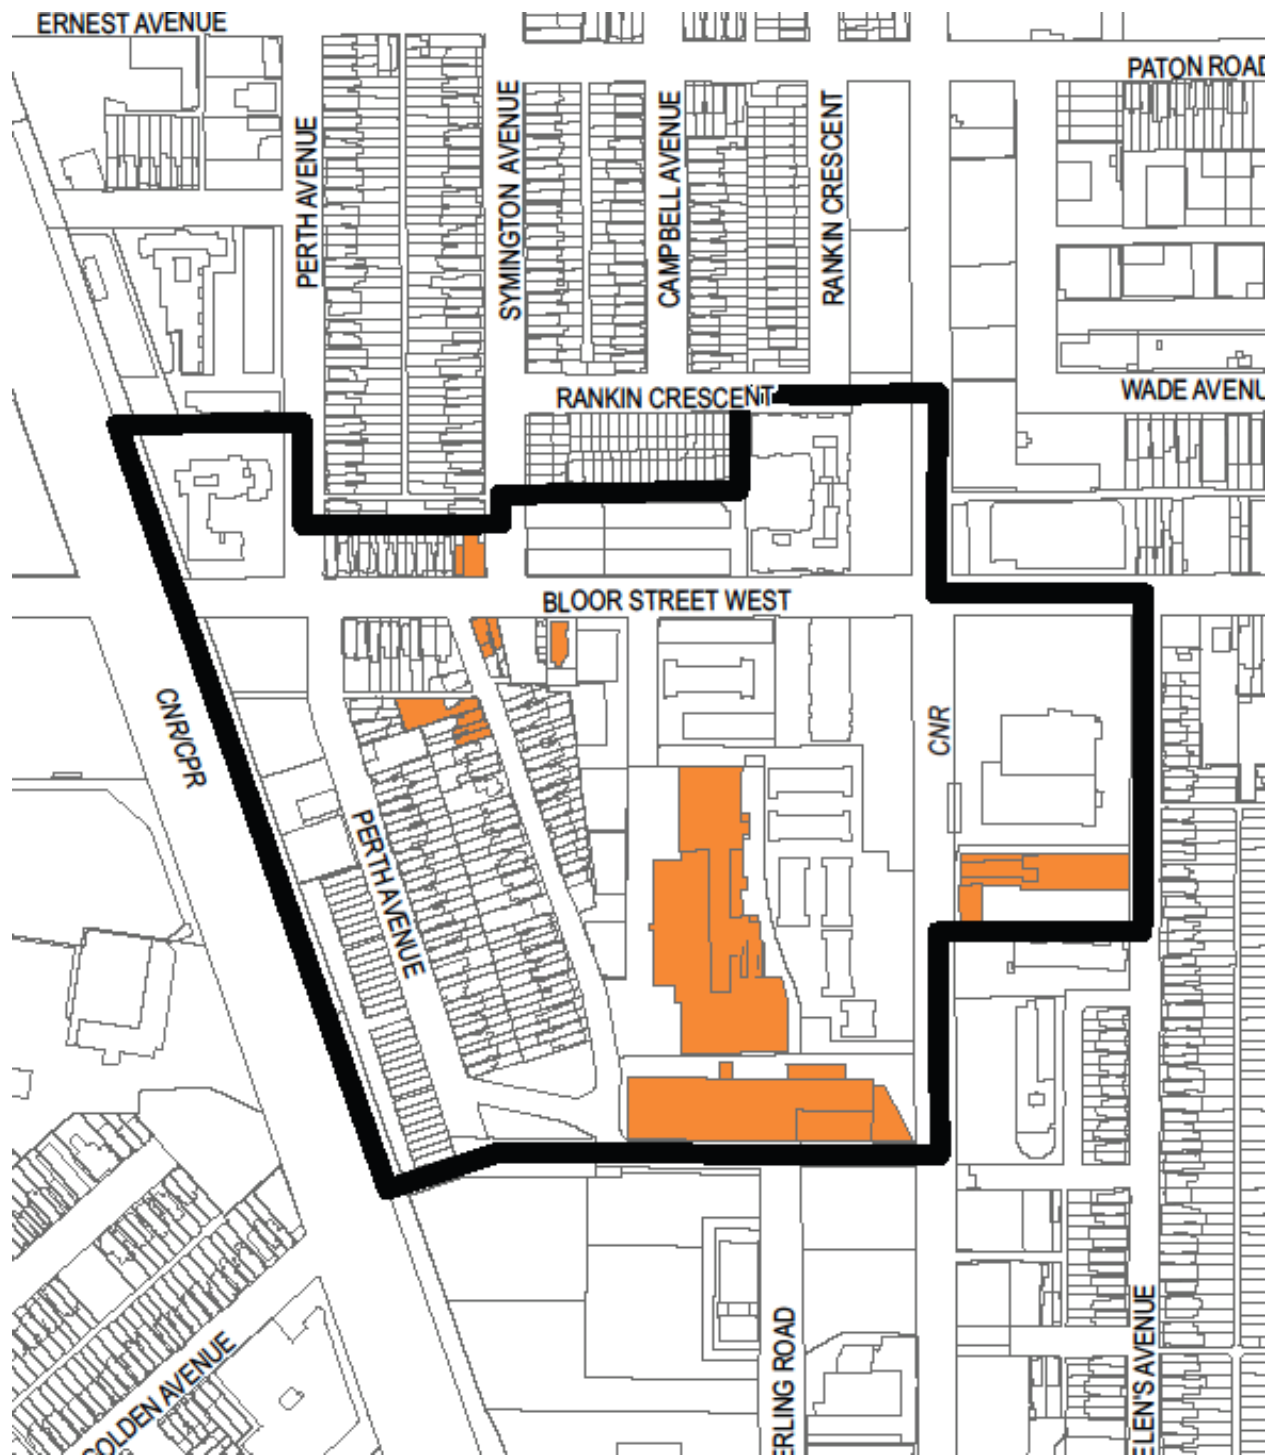 ERNEST AVENUE
PATON ROAD
PERTH AVENUE
SYMINGTON AVENUE
CAMPBELL AVENUE
RANKIN CRESCENT
RANKIN CRESCENT
WADE AVENU
BLOOR STREET WEST
CNR/CPR
CNR
PERTH AVENUE
GOLDEN AVENUE
ERLING ROAD
ELEN'S AVENUE